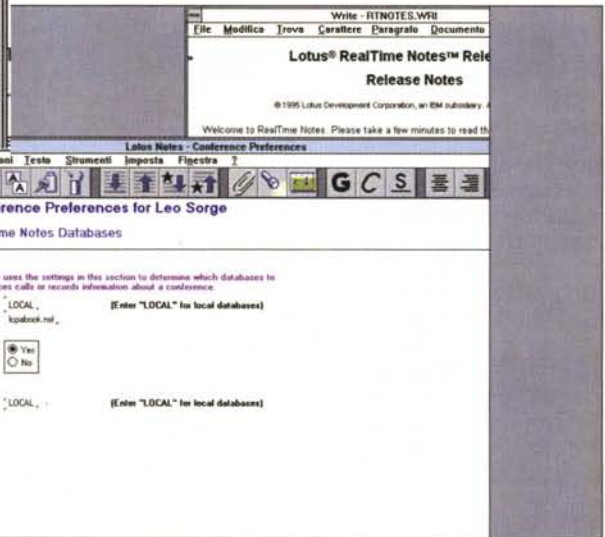 Write - RTNOTES.WRI
File Modifica Trova Carattere Paragrafo Documento
Lotus® RealTime Notes™ Rele
Release Notes
© 1995 Lotus Development Corporation, an IBM subsidiary. A
Welcome to RealTime Notes. Please take a few minutes to read th
Lotus Notes - Conference Preferences
oni Testo Strumenti Imposta Finestra ?
G C S
rence Preferences for Leo Sorge
me Notes Databases
uses the settings in this section to determine which databases to
ces calls or records information about a conference.
LOCAL (Enter "LOCAL" for local databases)
Yes
No
LOCAL (Enter "LOCAL" for local databases)